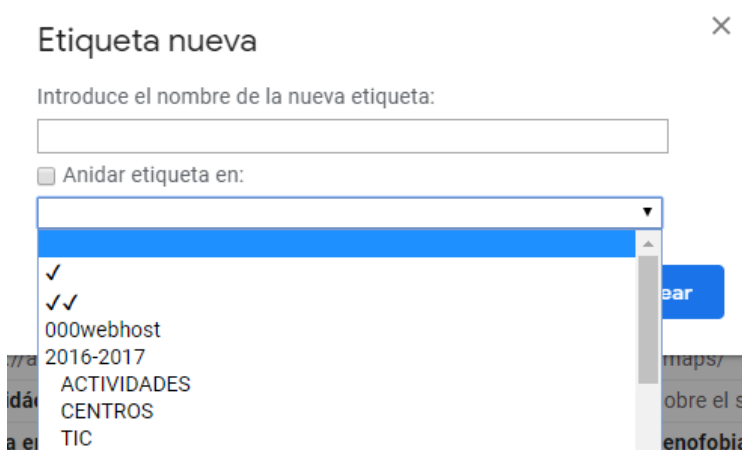 Etiqueta nueva
Introduce el nombre de la nueva etiqueta:
Anidar etiqueta en:
✓
✓✓
ear
000webhost
2016-2017
maps/
ACTIVIDADES
obre el s
CENTROS
TIC
enofobia